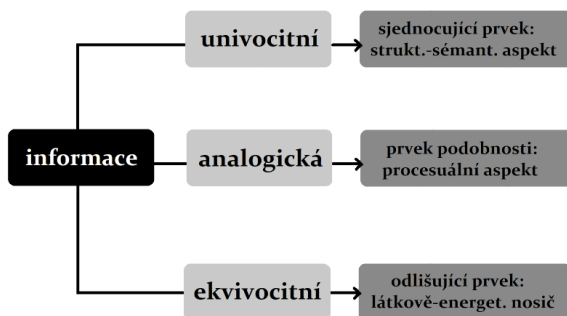 univocitní
sjednocující prvek:
strukt.-sémant. aspekt
informace
analogická
prvek podobnosti:
procesuální aspekt
ekvivocitní
odlišující prvek:
látkově-energet. nosič